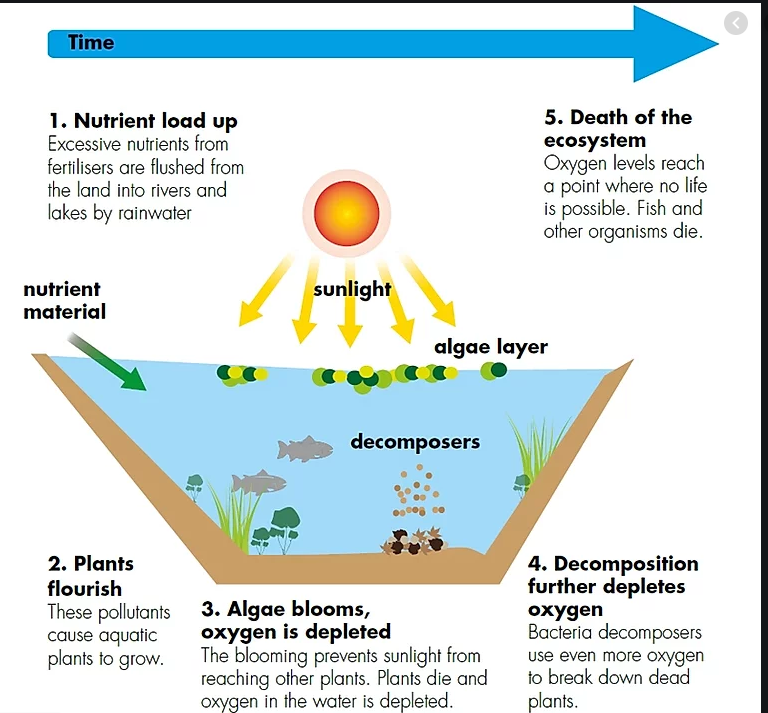 Time
1. Nutrient load up
Excessive nutrients from
fertilisers are flushed from
the land into rivers and
lakes by rainwater
5. Death of the
ecosystem
Oxygen levels reach
a point where no life
is possible. Fish and
other organisms die.
sunlight
nutrient
material
algae layer
decomposers
2. Plants
flourish
These pollutants
cause aquatic
plants to grow.
3. Algae blooms,
oxygen is depleted
The blooming prevents sunlight from
reaching other plants. Plants die and
oxygen in the water is depleted.
4. Decomposition
further depletes
oxygen
Bacteria decomposers
use even more oxygen
to break down dead
plants.